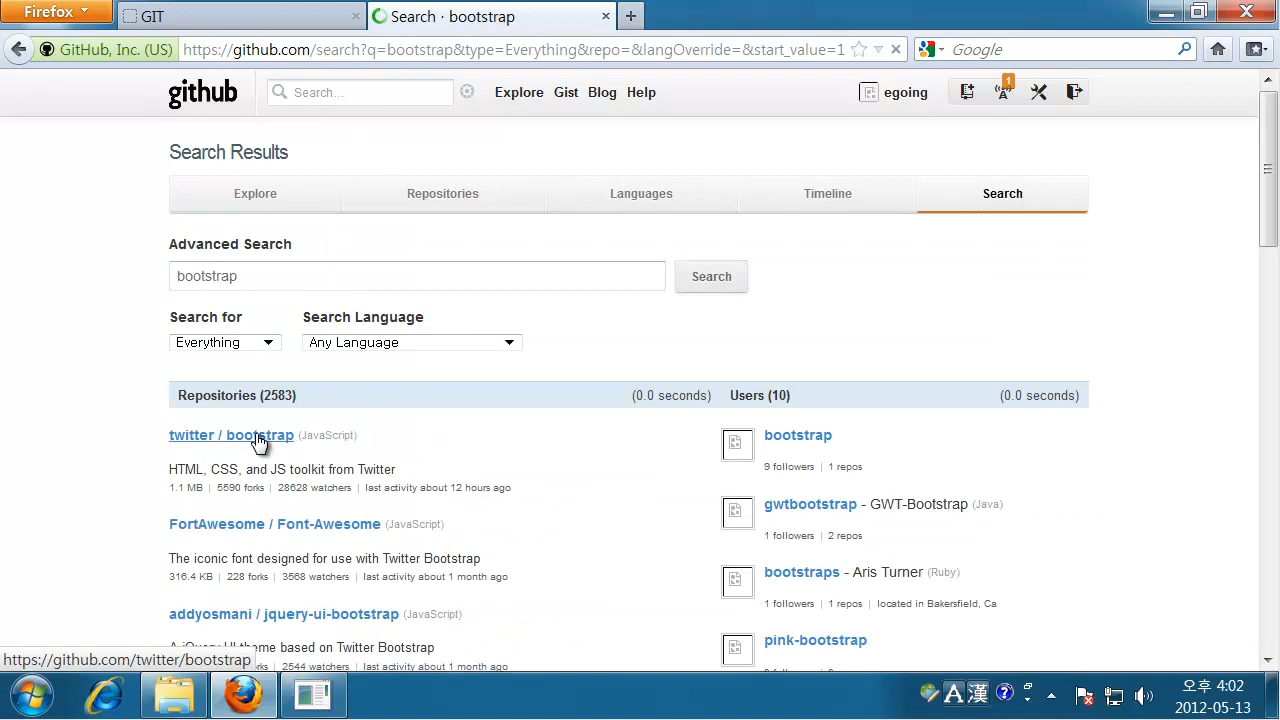 Firefox
GIT
Search · bootstrap
GitHub, Inc. (US)
https://github.com/search?q=bootstrap&type=Everything&repo=&langOverride=&start_value=1
Google
github
Search...
Explore
Gist
Blog
Help
egoing
1
Search Results
Explore
Repositories
Languages
Timeline
Search
Advanced Search
bootstrap
Search
Search for
Search Language
Everything
Any Language
Repositories (2583)
(0.0 seconds)
Users (10)
(0.0 seconds)
twitter / bootstrap (JavaScript)
HTML, CSS, and JS toolkit from Twitter
1.1 MB | 5590 forks | 28628 watchers | last activity about 12 hours ago
FortAwesome / Font-Awesome (JavaScript)
The iconic font designed for use with Twitter Bootstrap
316.4 KB | 228 forks | 3568 watchers | last activity about 1 month ago
addyosmani / jquery-ui-bootstrap (JavaScript)
A jQuery UI theme based on Twitter Bootstrap
2544 watchers | last activity about 1 month ago
bootstrap
9 followers | 1 repos
gwtbootstrap - GWT-Bootstrap (Java)
1 followers | 2 repos
bootstraps - Aris Turner (Ruby)
1 followers | 1 repos | located in Bakersfield, Ca
pink-bootstrap
https://github.com/twitter/bootstrap
A 漢
오후 4:02
2012-05-13